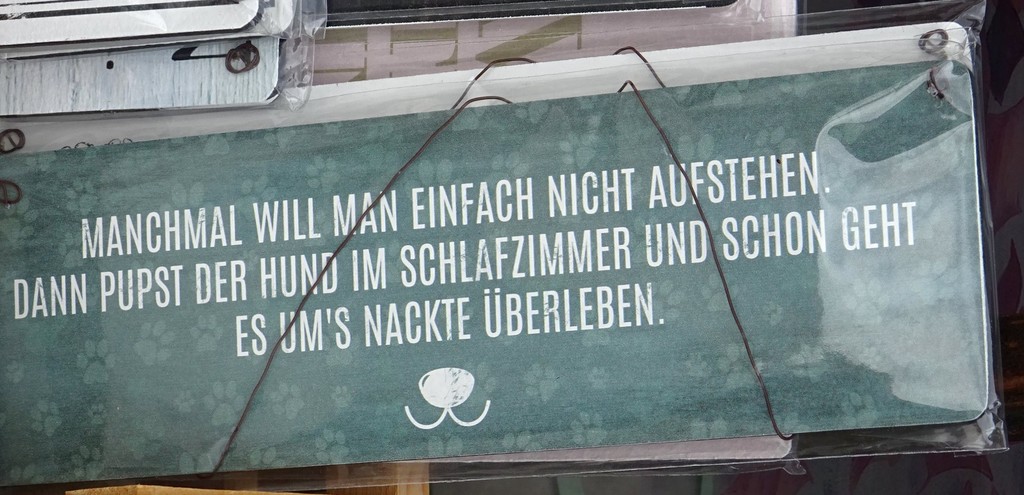 MANCHMAL WILL MAN EINFACH NICHT AUFSTEHEN.
DANN PUPST DER HUND IM SCHLAFZIMMER UND SCHON GEHT
ES UM'S NACKTE ÜBERLEBEN.